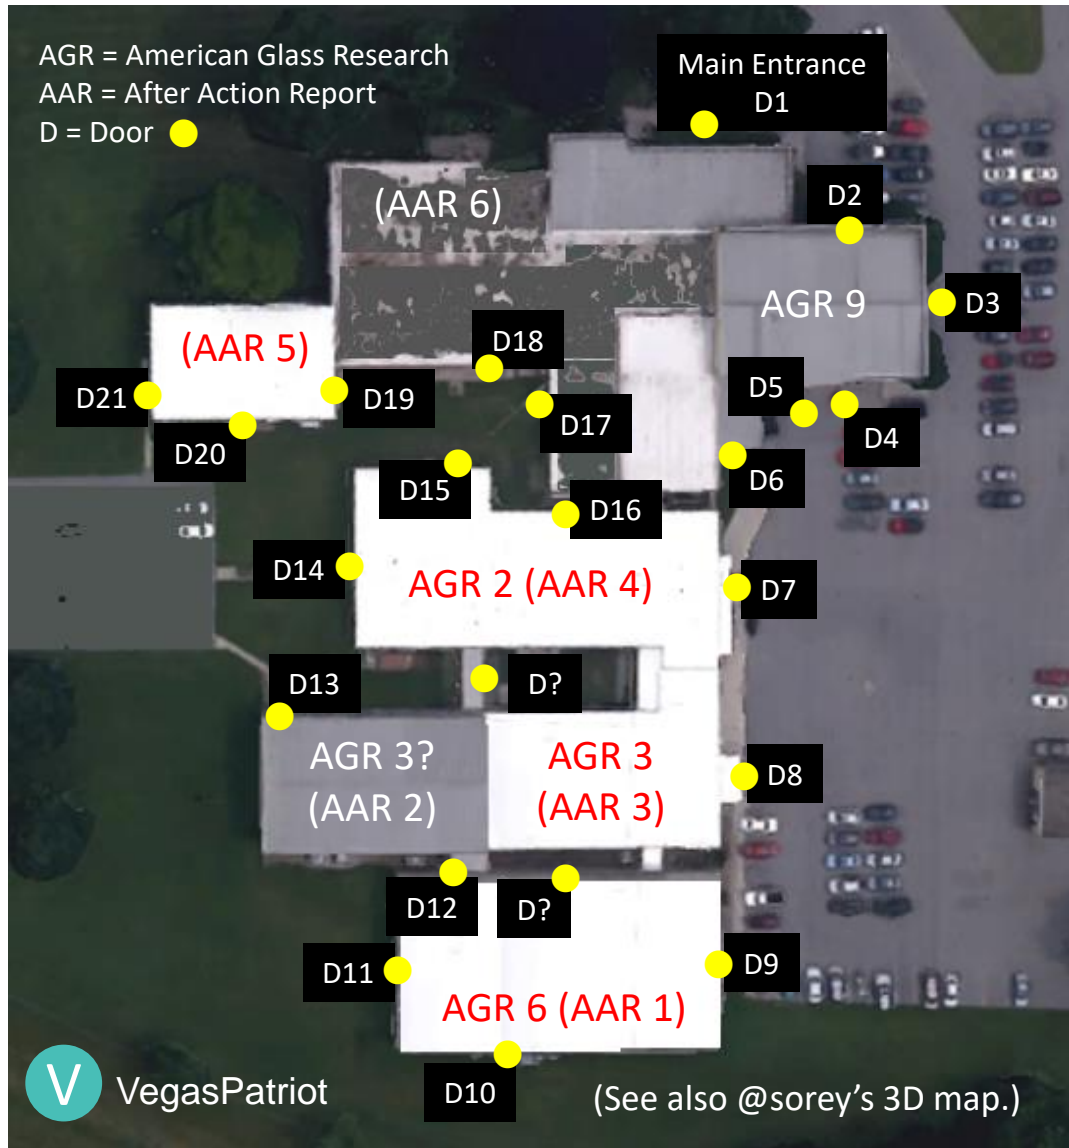 AGR = American Glass Research
AAR = After Action Report
D = Door
Main Entrance
D1
(AAR 6)
D2
AGR 9
D3
(AAR 5)
D18
D21
D19
D5
D17
D4
D20
D15
D6
D16
D14
AGR 2 (AAR 4)
D7
D13
D?
AGR 3?
(AAR 2)
AGR 3
(AAR 3)
D8
D12
D?
D11
D9
AGR 6 (AAR 1)
D10
V VegasPatriot
(See also @sorey's 3D map.)